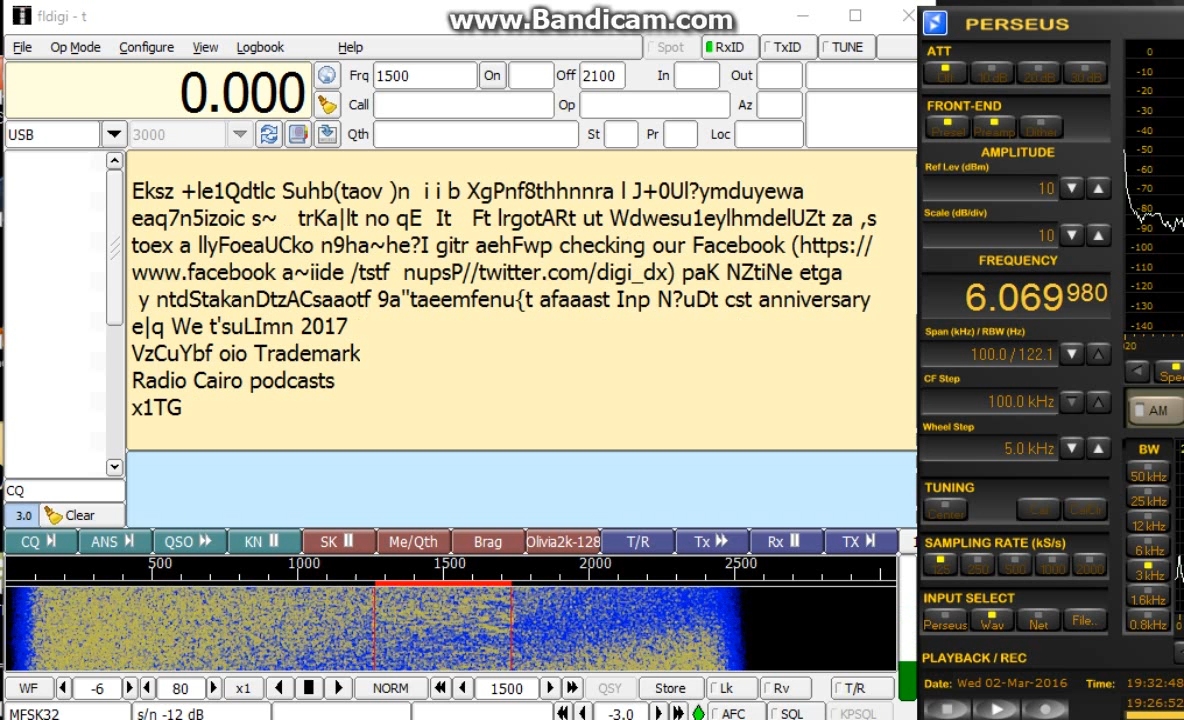 www.Bandicam.com
fldigi - t
File Op Mode Configure View Logbook Help
Spot RxID TxID TUNE
0.000
Frq 1500 On Off 2100 In Out
Call Op Az
USB 3000 Qth St Pr Loc
Eksz +le1Qdtlc Suhb(taov )n i i b XgPnf8thhnnra l J+0Ul?ymduyewa
eaq7n5izoic s~ trKa|lt no qE It Ft lrgotARt ut Wdwesu1eylhmdelUZt za ,s
toex a llyFoeaUCko n9ha~he?I gitr aehFwp checking our Facebook (https://
www.facebook a~iide /tstf nupsP//twitter.com/digi_dx) paK NZtiNe etga
y ntdStakanDtzACsaaotf 9a"taeemfenu{t afaaast Inp N?uDt cst anniversary
e|q We t'suLImn 2017
VzCuYbf oio Trademark
Radio Cairo podcasts
x1TG
CQ
3.0 Clear
CQ ANS QSO KN SK Me/Qth Brag Olivia2k-128 T/R Tx Rx TX 1
500 1000 1500 2000 2500
WF -6 80 x1 NORM 1500 QSY Store Lk Rv T/R
MFSK32 s/n -12 dB -3.0 AFC SQL KPSQL
PERSEUS
ATT
Off 10 dB 20 dB 30 dB
FRONT-END
Presel Preamp Dither
AMPLITUDE
Ref Lev (dBm)
10
Scale (dB/div)
10
FREQUENCY
6.069980
Span (kHz) / RBW (Hz)
100.0 / 122.1
CF Step
100.0 kHz
Wheel Step
5.0 kHz
TUNING
Center Cal CalClr
SAMPLING RATE (kS/s)
125 250 500 1000 2000
INPUT SELECT
Perseus Wav Net File..
PLAYBACK / REC
Date: Wed 02-Mar-2016 Time: 19:32:48
19:26:52
0
-10
-20
-30
-40
-50
-60
-70
-80
-90
-100
-110
-120
-130
-140
Spec
AM
BW
50 kHz
25 kHz
12 kHz
6 kHz
3 kHz
1.6kHz
0.8kHz